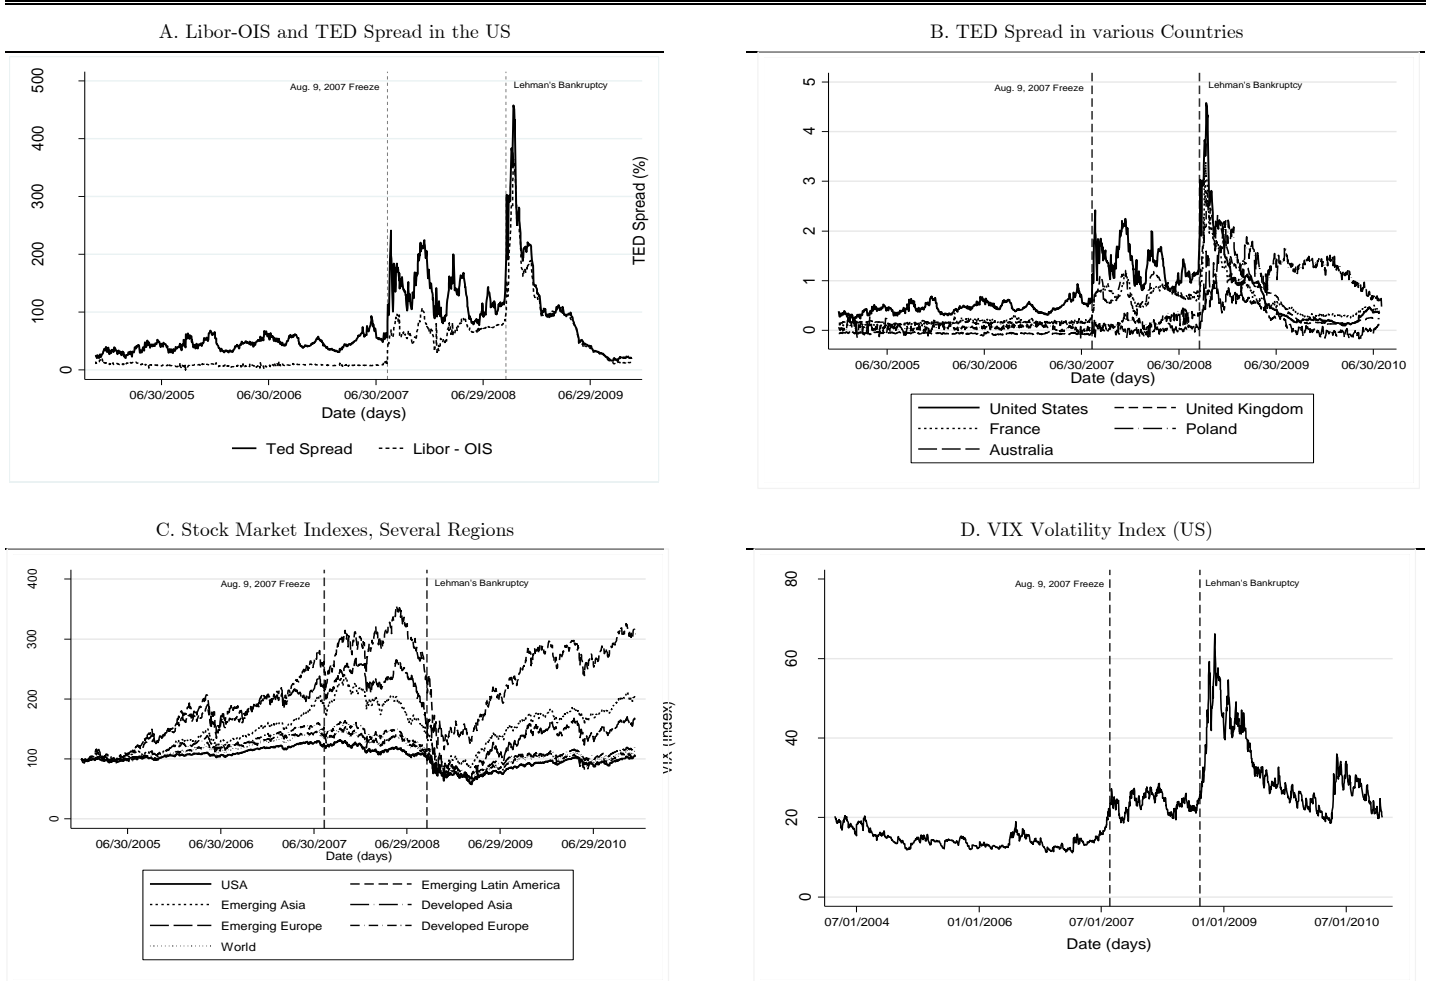 A. Libor-OIS and TED Spread in the US
500
400
300
200
100
0
Aug. 9, 2007 Freeze
Lehman's Bankruptcy
06/30/2005 06/30/2006 06/30/2007 06/29/2008 06/29/2009
Date (days)
Ted Spread Libor - OIS
B. TED Spread in various Countries
TED Spread (%)
5
4
3
2
1
0
Aug. 9, 2007 Freeze
Lehman's Bankruptcy
06/30/2005 06/30/2006 06/30/2007 06/30/2008 06/30/2009 06/30/2010
Date (days)
United States United Kingdom
France Poland
Australia
C. Stock Market Indexes, Several Regions
400
300
200
100
0
Aug. 9, 2007 Freeze
Lehman's Bankruptcy
06/30/2005 06/30/2006 06/30/2007 06/29/2008 06/29/2009 06/29/2010
Date (days)
USA Emerging Latin America
Emerging Asia Developed Asia
Emerging Europe Developed Europe
World
D. VIX Volatility Index (US)
VIX (Index)
80
60
40
20
0
Aug. 9, 2007 Freeze
Lehman's Bankruptcy
07/01/2004 01/01/2006 07/01/2007 01/01/2009 07/01/2010
Date (days)